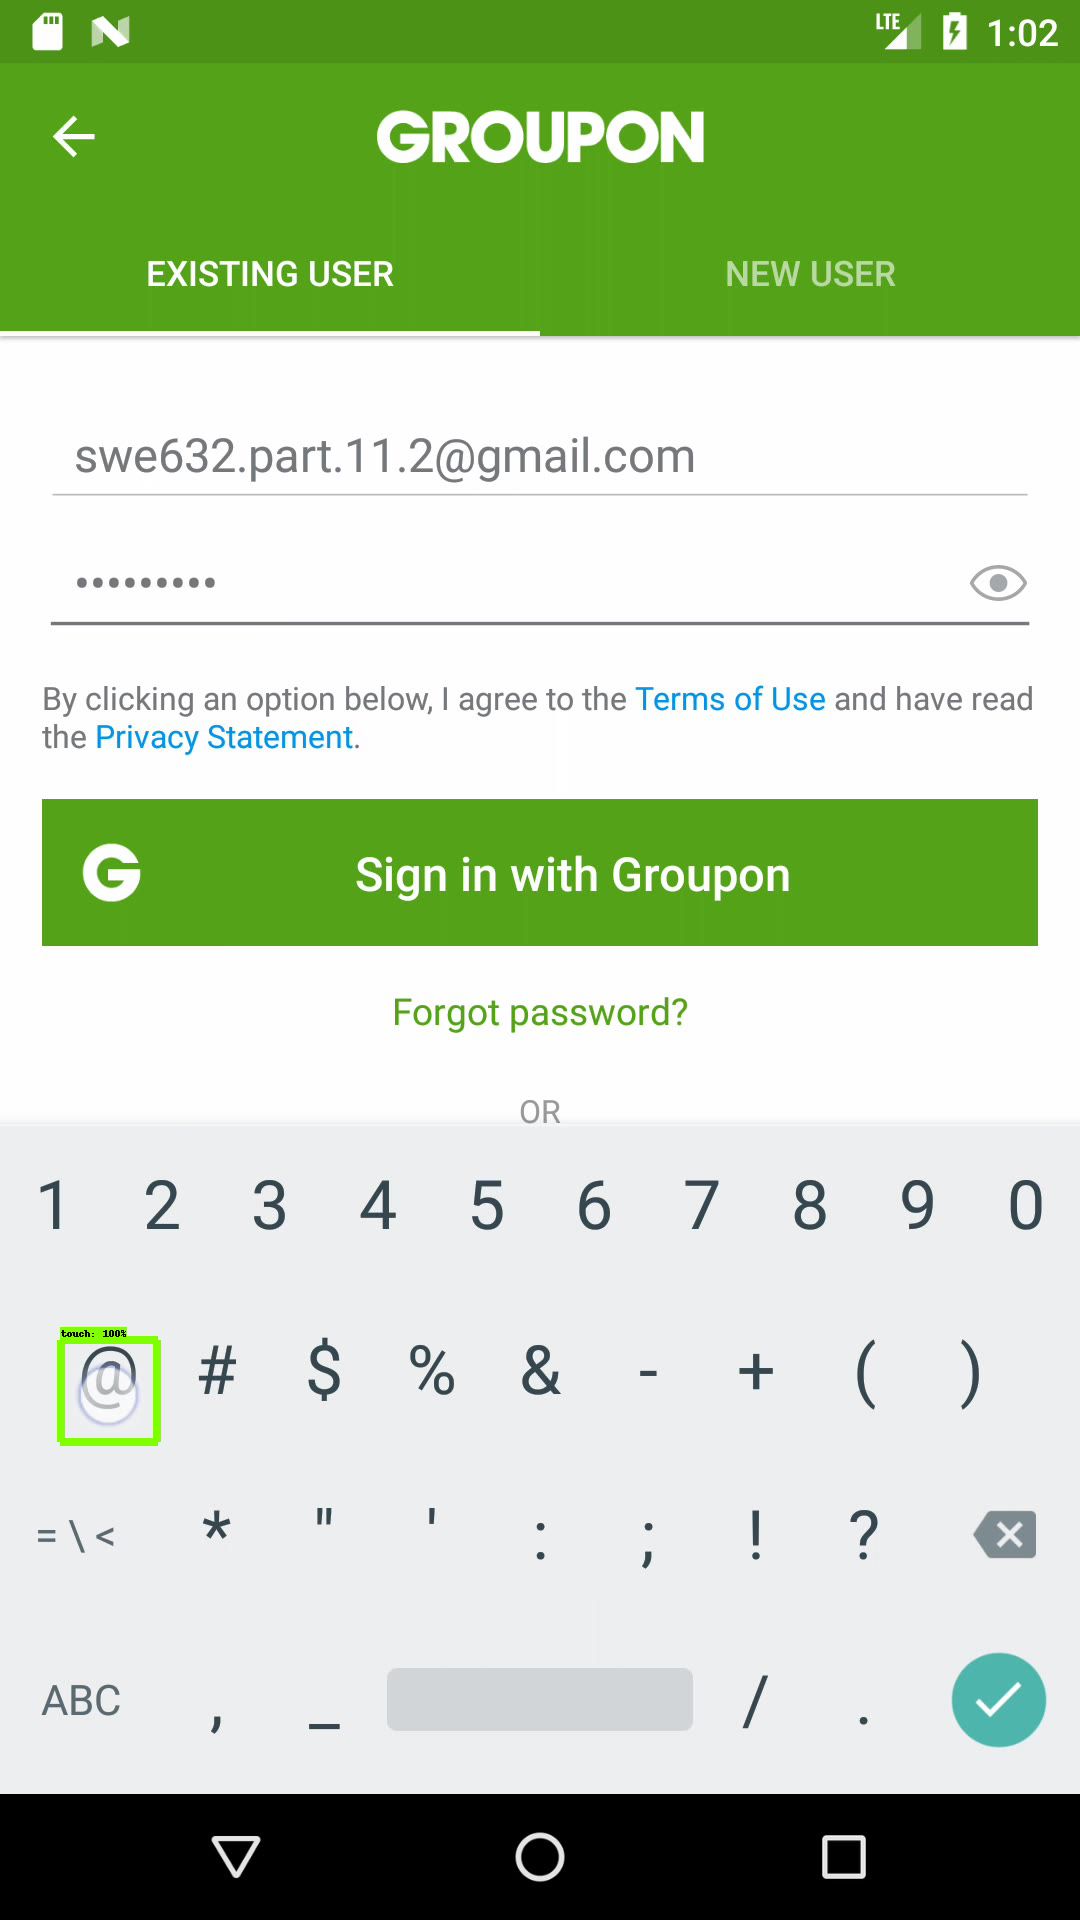 LTE 1:02
GROUPON
EXISTING USER NEW USER
swe632.part.11.2@gmail.com
•••••••••
By clicking an option below, I agree to the Terms of Use and have read
the Privacy Statement.
G Sign in with Groupon
Forgot password?
OR
1 2 3 4 5 6 7 8 9 0
touch: 100%
@ # $ % & - + ( )
= \ < * " ' : ; ! ?
ABC , _ / .